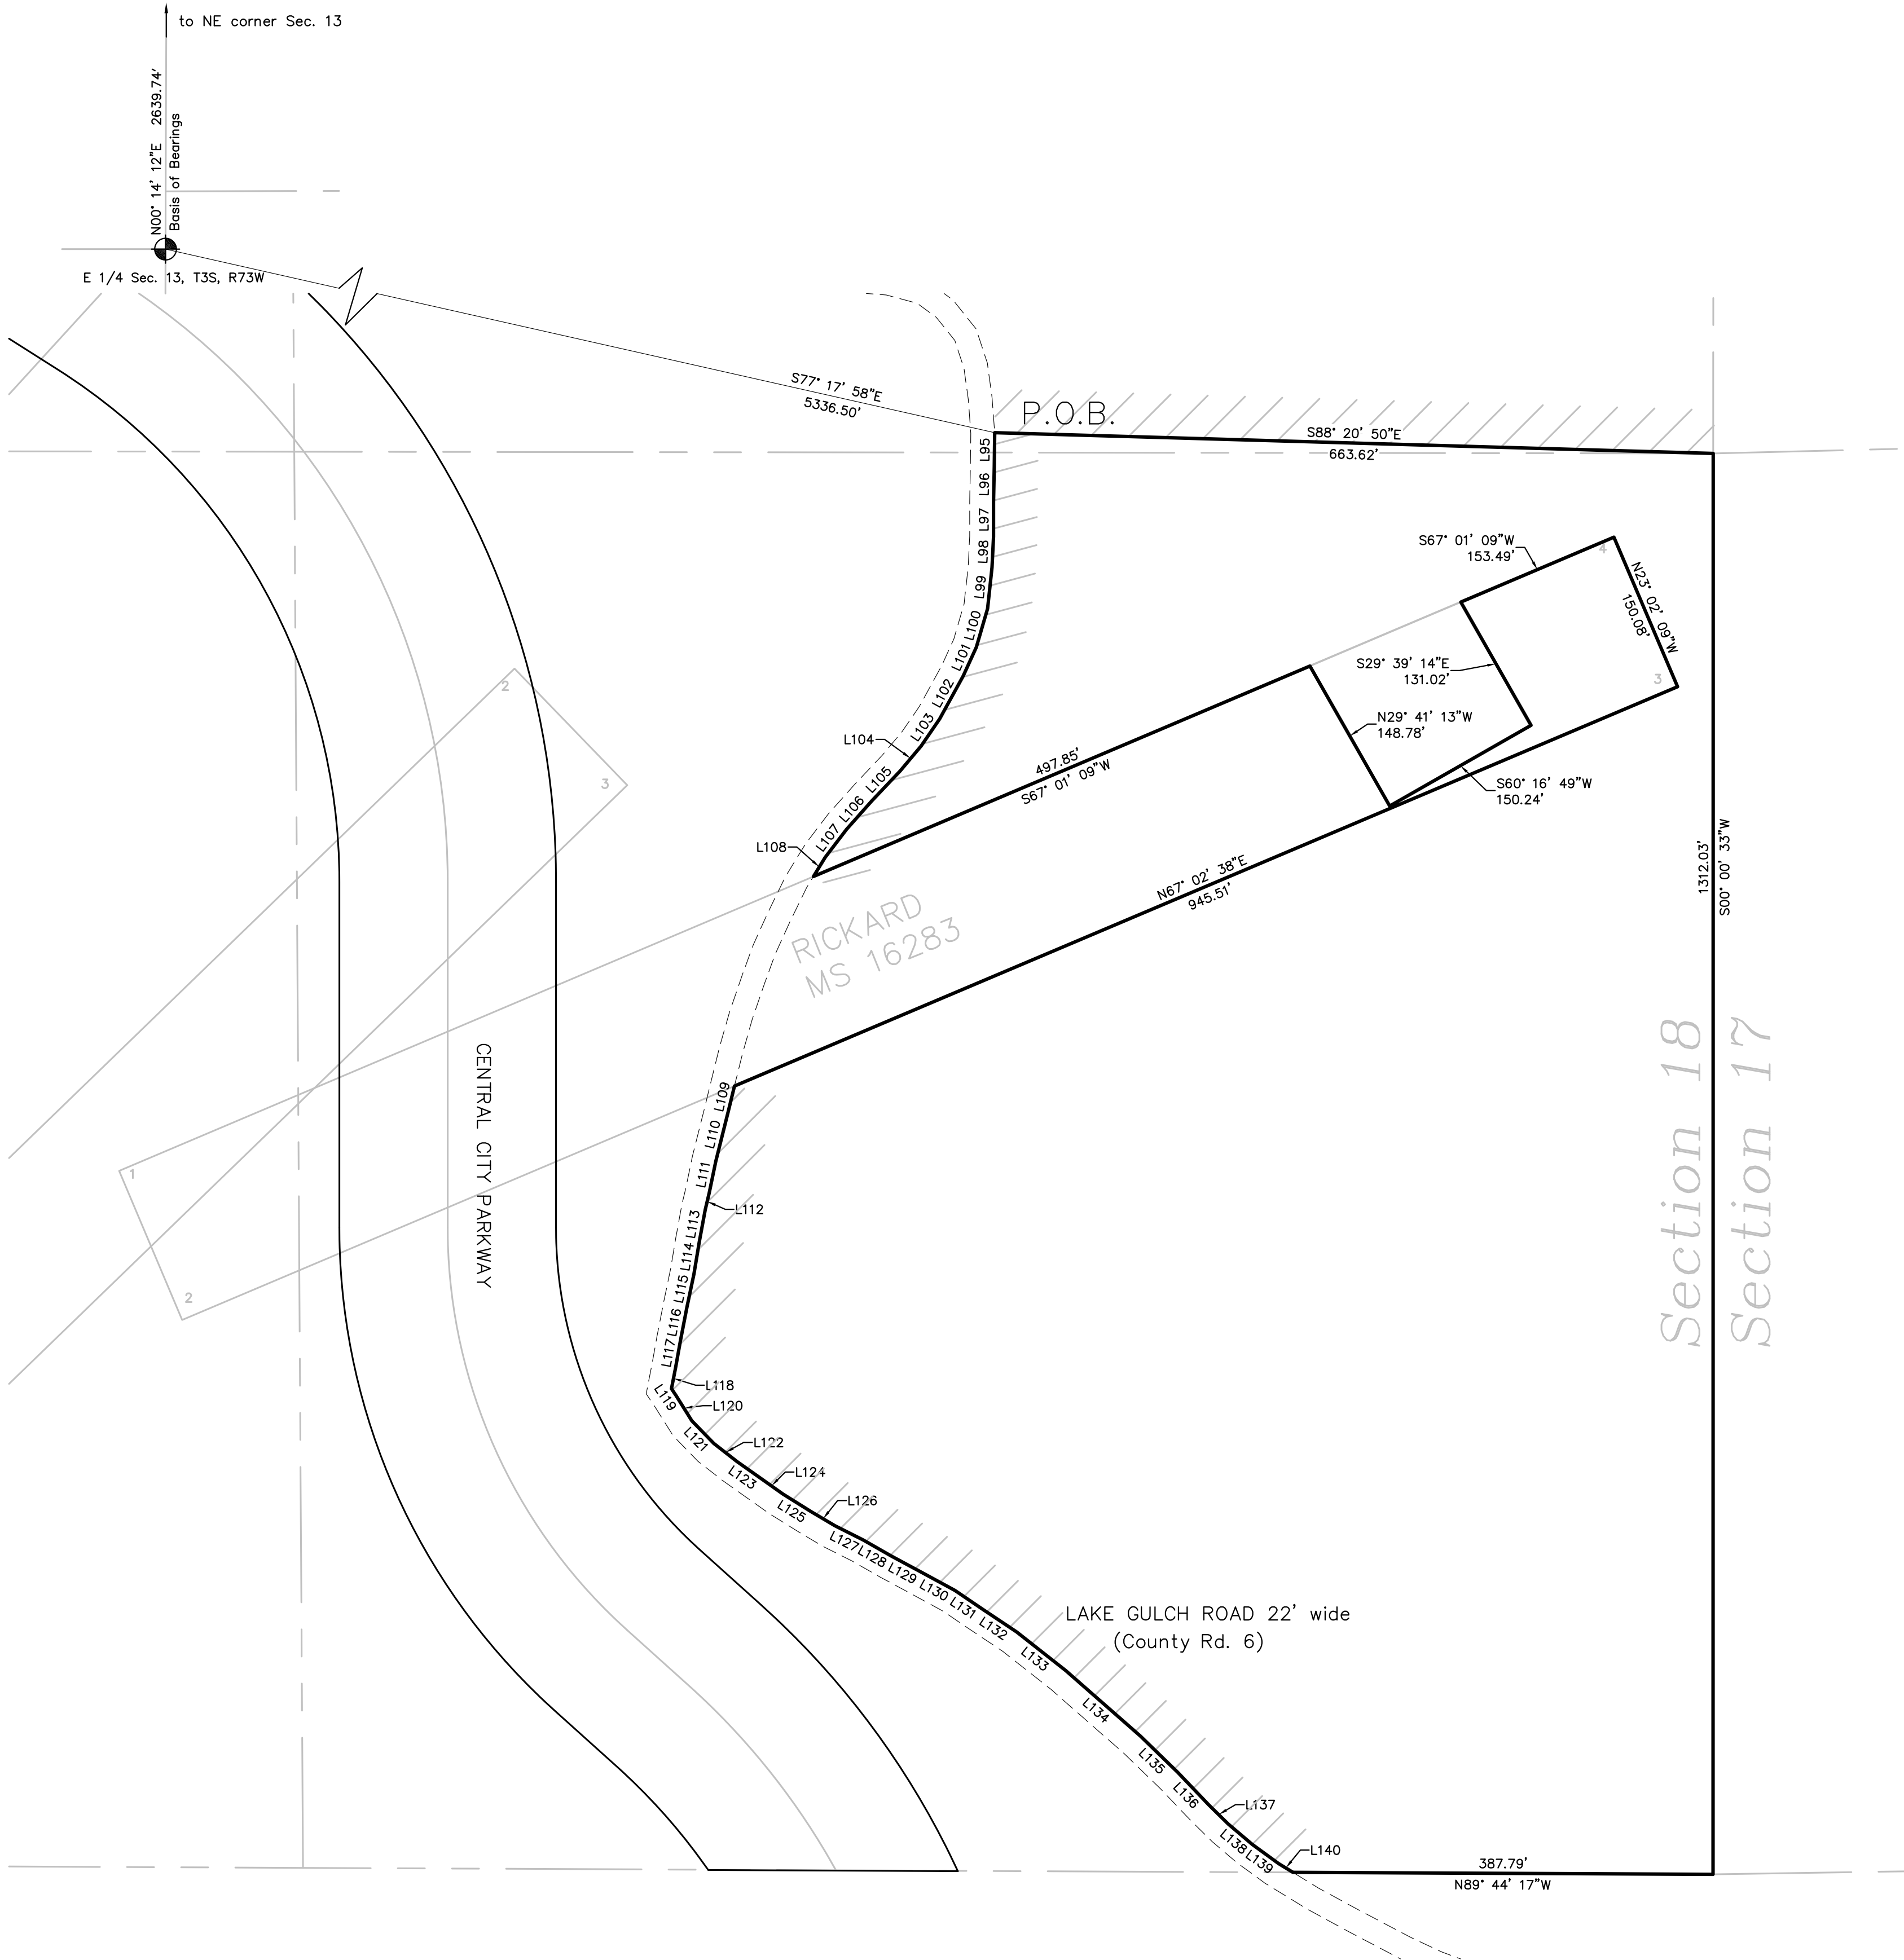 to NE corner Sec. 13
N00° 14' 12"E 2639.74'
Basis of Bearings
E 1/4 Sec. 13, T3S, R73W
S77° 17' 58"E
5336.50'
P.O.B.
S88° 20' 50"E
663.62'
L95
L96
L97
L98
L99
L100
L101
L102
L103
L104
L105
L106
L107
L108
S67° 01' 09"W
153.49'
4
N23° 02' 09"W
150.08'
3
S29° 39' 14"E
131.02'
N29° 41' 13"W
148.78'
S60° 16' 49"W
150.24'
497.85'
S67° 01' 09"W
N67° 02' 38"E
945.51'
1312.03'
S00° 00' 33"W
2
3
RICKARD
MS 16283
1
2
CENTRAL CITY PARKWAY
Section 18
Section 17
L109
L110
L111
L112
L113
L114
L115
L116
L117
L118
L119
L120
L121
L122
L123
L124
L125
L126
L127
L128
L129
L130
L131
L132
L133
L134
L135
L136
L137
L138
L139
L140
LAKE GULCH ROAD 22' wide
(County Rd. 6)
387.79'
N89° 44' 17"W